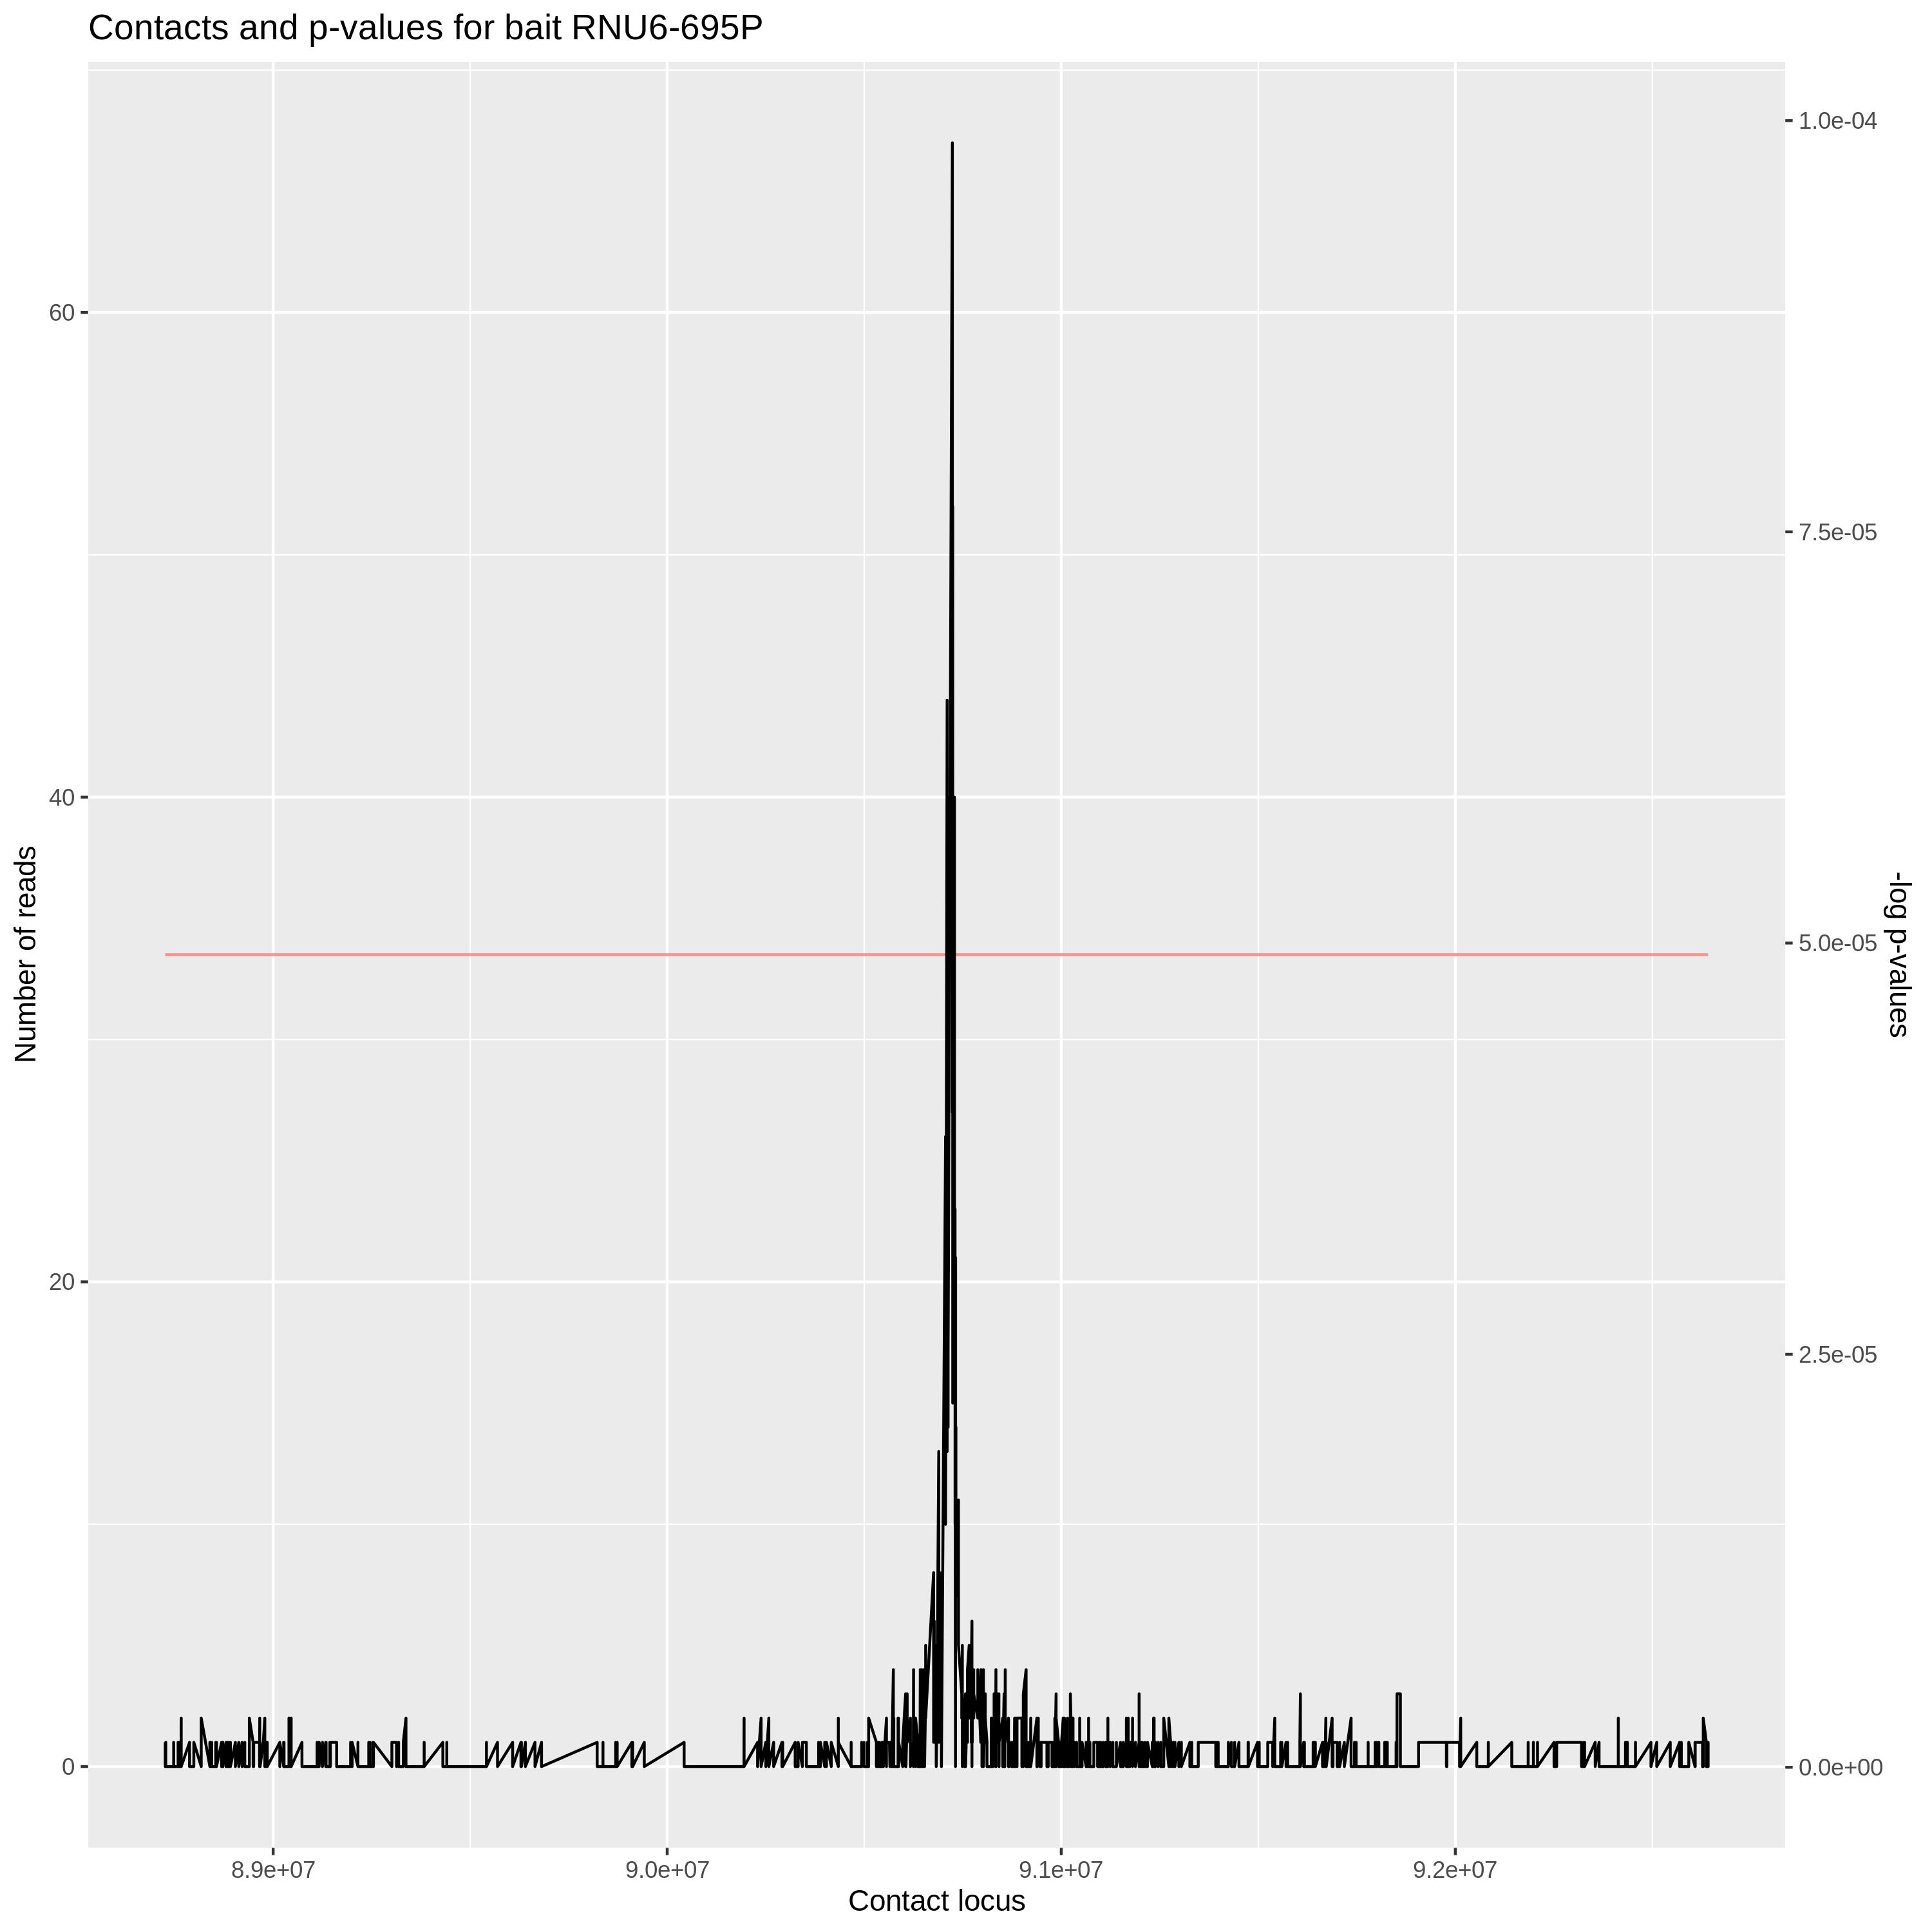 Contacts and p-values for bait RNU6-695P
1.0e-04
60
7.5e-05
40
5.0e-05
Number of reads
-log p-values
20
2.5e-05
0
0.0e+00
8.9e+07 9.0e+07 9.1e+07 9.2e+07
Contact locus